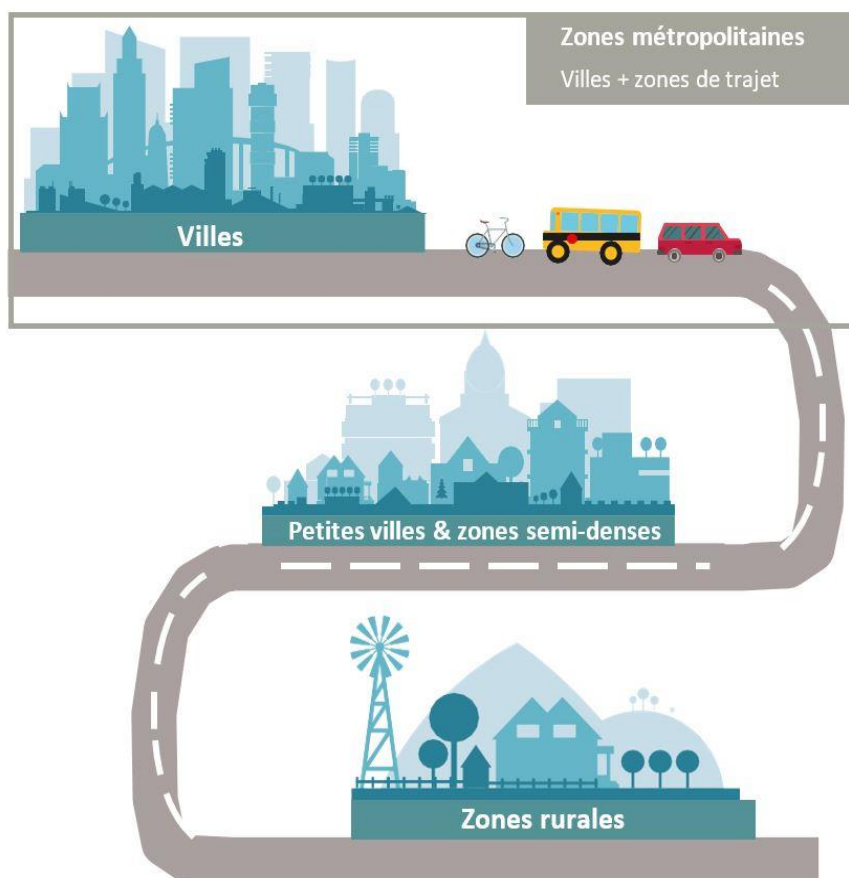 Zones métropolitaines
Villes + zones de trajet
Villes
Petites villes & zones semi-denses
Zones rurales